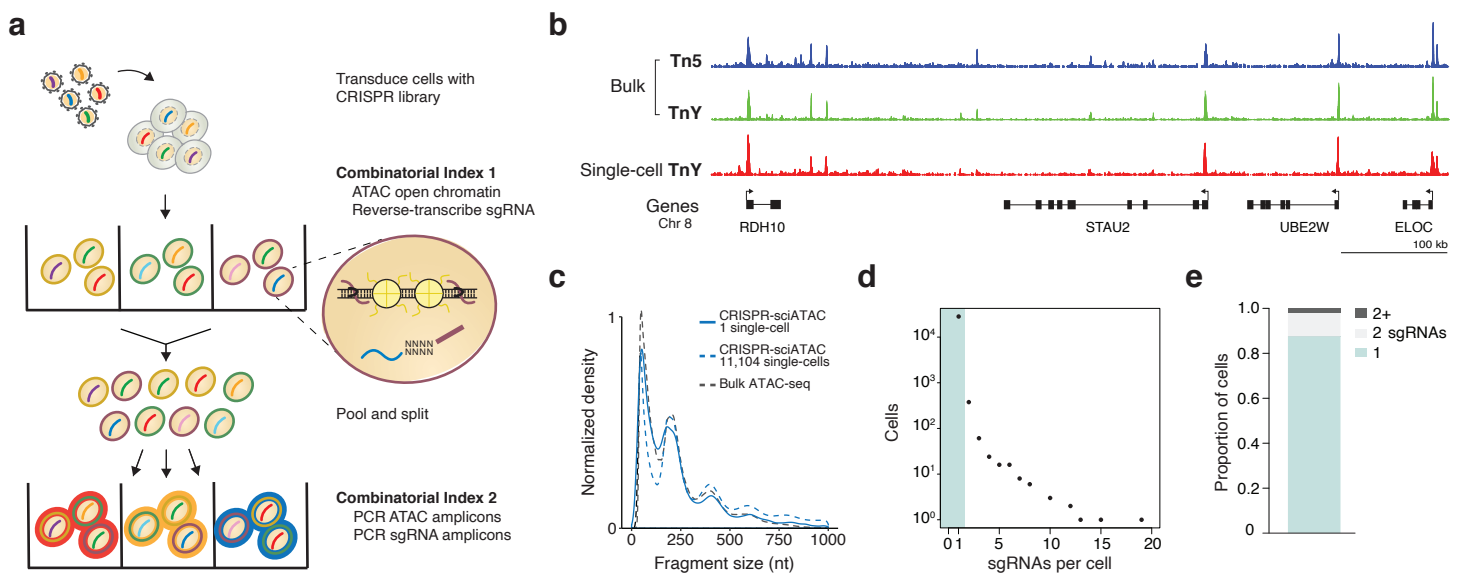 a
Transduce cells with
CRISPR library
Combinatorial Index 1
ATAC open chromatin
Reverse-transcribe sgRNA
NNNNN
NNNNN
Pool and split
Combinatorial Index 2
PCR ATAC amplicons
PCR sgRNA amplicons
b
Bulk
Tn5
TnY
Single-cell TnY
Genes
Chr 8
RDH10
STAU2
UBE2W
ELOC
100 kb
c
CRISPR-sciATAC
1 single-cell
CRISPR-sciATAC
11,104 single-cells
Bulk ATAC-seq
Normalized density
1
0
0
250
500
750
1000
Fragment size (nt)
d
Cells
10⁴
10³
10²
10¹
10⁰
0 1
5
10
15
20
sgRNAs per cell
e
Proportion of cells
1.0
0.8
0.6
0.4
0.2
0
2+
2 sgRNAs
1